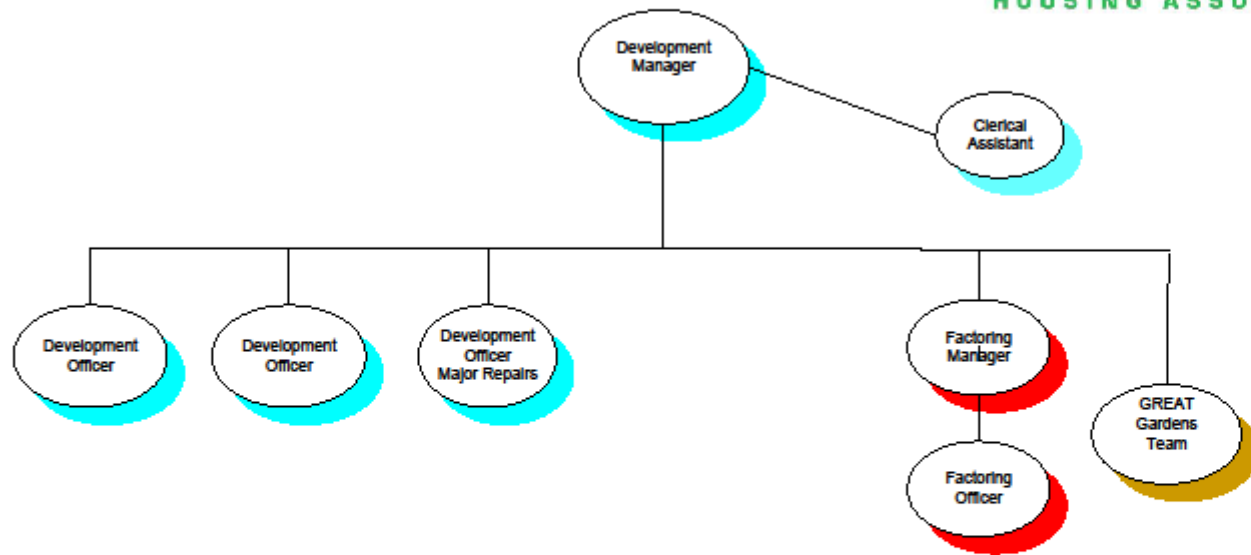 HOUSING ASSO
Development
Manager
Clerical
Assistant
Development
Officer
Development
Officer
Development
Officer
Major Repairs
Factoring
Manager
GREAT
Gardens
Team
Factoring
Officer